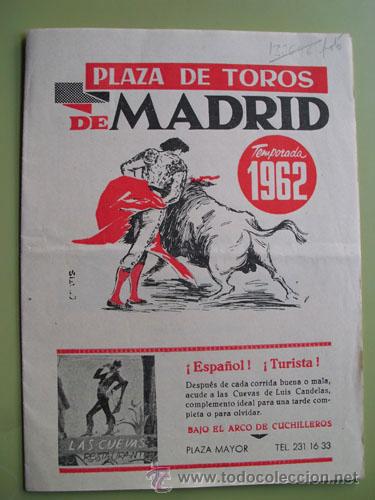 PLAZA DE TOROS
DE MADRID
Temporada
1962
GRATIS
¡Español! ¡Turista!
Después de cada corrida buena o mala,
acude a las Cuevas de Luis Candelas,
complemento ideal para una tarde com-
pleta o para olvidar.
BAJO EL ARCO DE CUCHILLEROS
PLAZA MAYOR TEL. 231 16 33
LAS CUEVAS
RESTAURANTE
todocoleccion.net